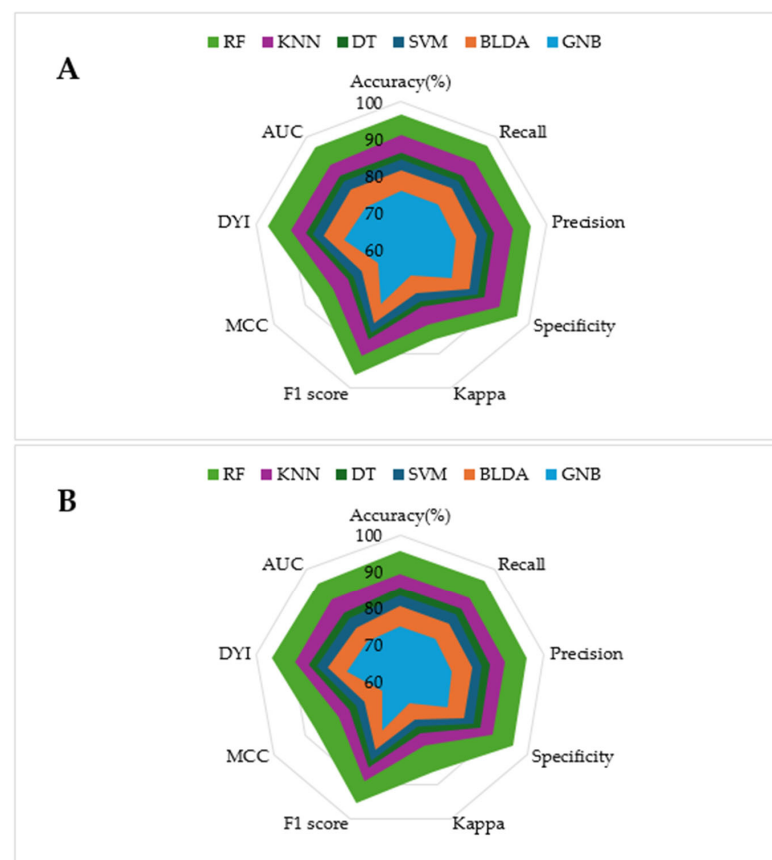 RF KNN DT SVM BLDA GNB
A
Accuracy(%)
100
AUC
Recall
90
80
DYI
70
Precision
60
MCC
Specificity
F1 score
Kappa
RF KNN DT SVM BLDA GNB
B
Accuracy(%)
100
AUC
Recall
90
80
DYI
70
Precision
60
MCC
Specificity
F1 score
Kappa